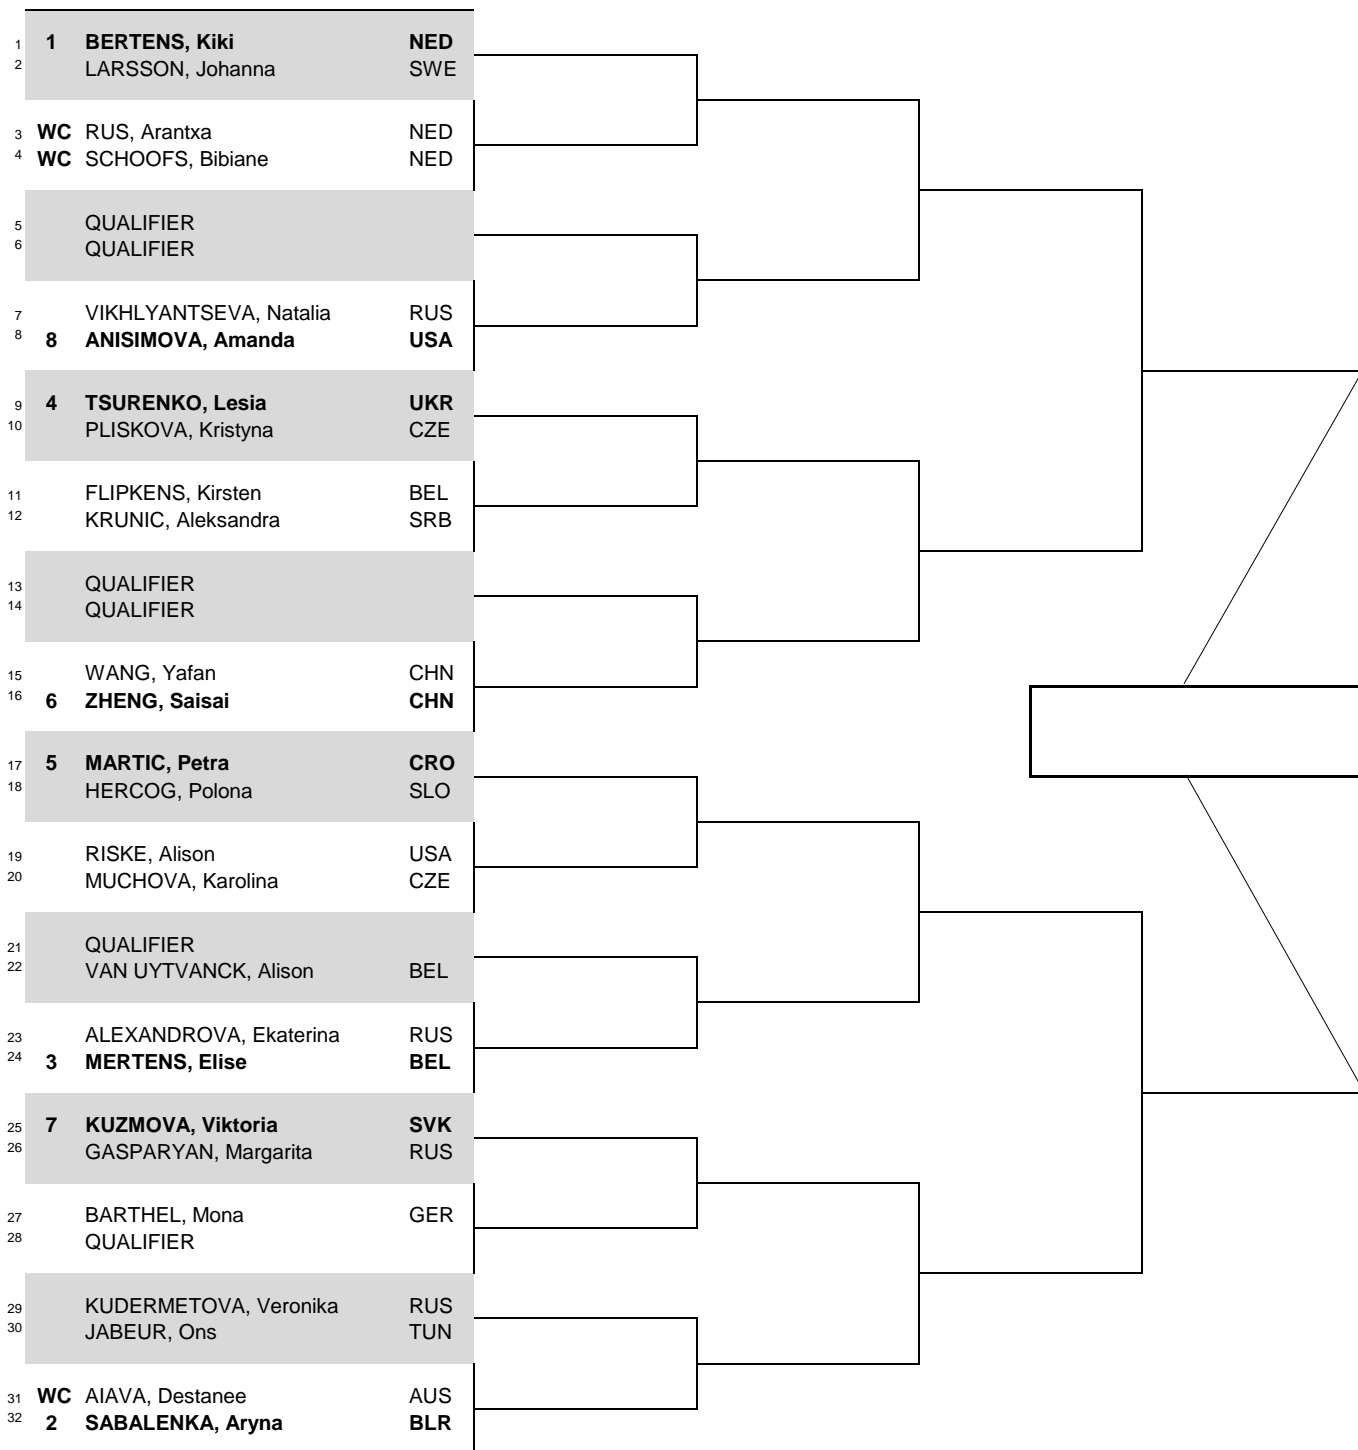 1 1 BERTENS, Kiki NED
2 LARSSON, Johanna SWE
3 WC RUS, Arantxa NED
4 WC SCHOOFS, Bibiane NED
5 QUALIFIER
6 QUALIFIER
7 VIKHLYANTSEVA, Natalia RUS
8 8 ANISIMOVA, Amanda USA
9 4 TSURENKO, Lesia UKR
10 PLISKOVA, Kristyna CZE
11 FLIPKENS, Kirsten BEL
12 KRUNIC, Aleksandra SRB
13 QUALIFIER
14 QUALIFIER
15 WANG, Yafan CHN
16 6 ZHENG, Saisai CHN
17 5 MARTIC, Petra CRO
18 HERCOG, Polona SLO
19 RISKE, Alison USA
20 MUCHOVA, Karolina CZE
21 QUALIFIER
22 VAN UYTVANCK, Alison BEL
23 ALEXANDROVA, Ekaterina RUS
24 3 MERTENS, Elise BEL
25 7 KUZMOVA, Viktoria SVK
26 GASPARYAN, Margarita RUS
27 BARTHEL, Mona GER
28 QUALIFIER
29 KUDERMETOVA, Veronika RUS
30 JABEUR, Ons TUN
31 WC AIAVA, Destanee AUS
32 2 SABALENKA, Aryna BLR